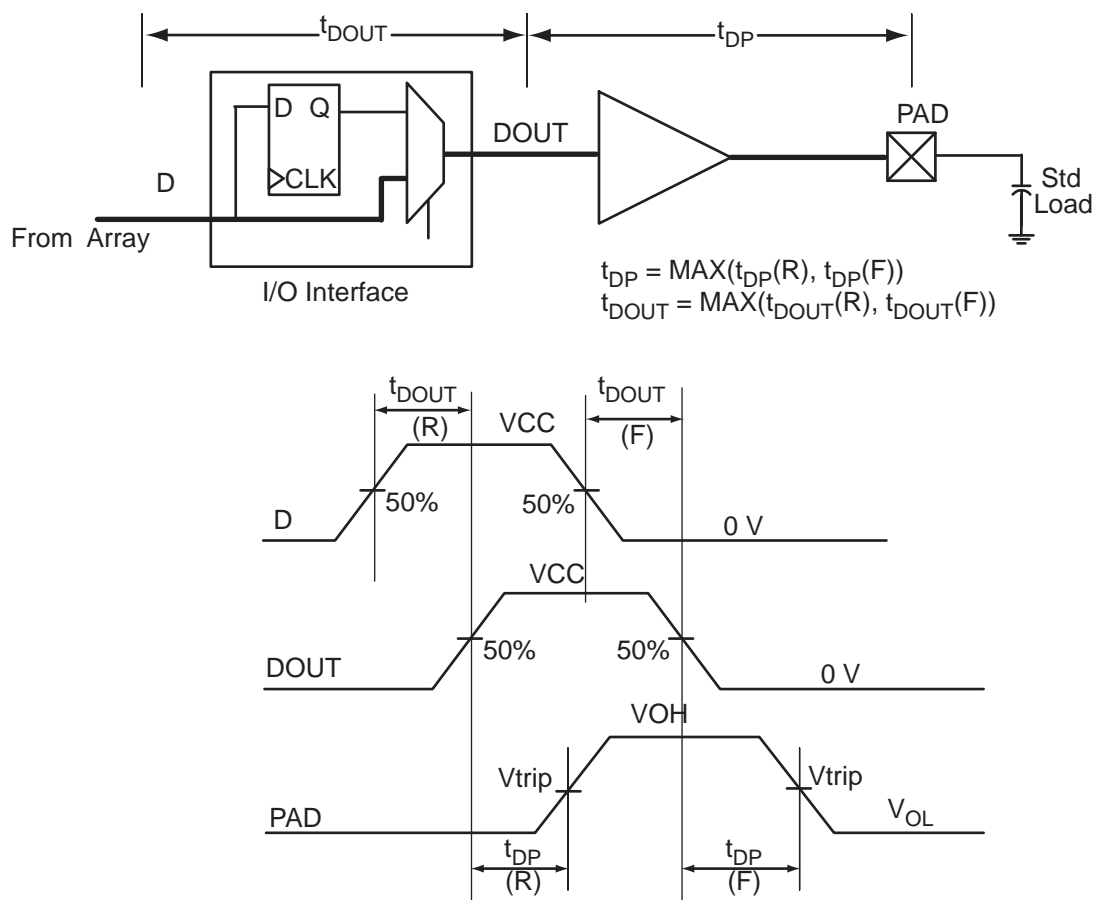 tDOUT
tDP
D Q
CLK
DOUT
PAD
D
From Array
I/O Interface
Std
Load
tDP = MAX(tDP(R), tDP(F))
tDOUT = MAX(tDOUT(R), tDOUT(F))
tDOUT
(R)
VCC
tDOUT
(F)
50%
50%
D
0 V
VCC
50%
50%
DOUT
0 V
VOH
Vtrip
Vtrip
PAD
VOL
tDP
(R)
tDP
(F)